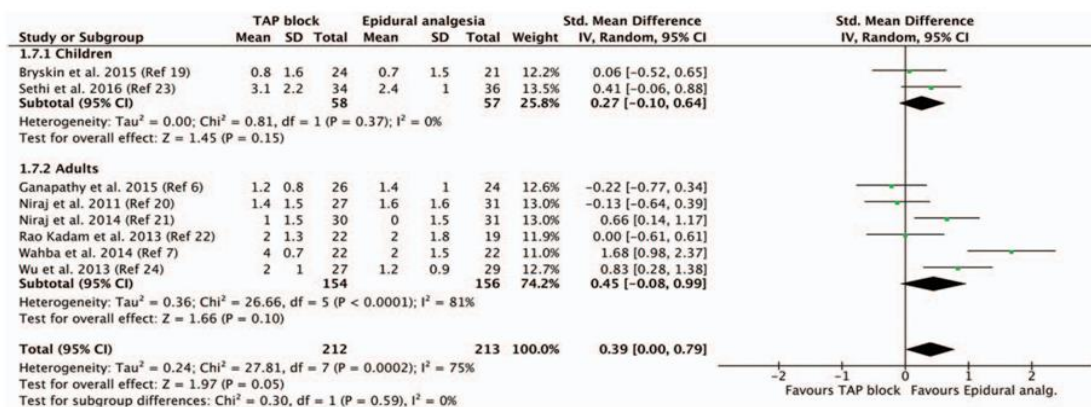 TAP block Epidural analgesia Std. Mean Difference Std. Mean Difference
Study or Subgroup Mean SD Total Mean SD Total Weight IV, Random, 95% CI IV, Random, 95% CI
1.7.1 Children
Bryskin et al. 2015 (Ref 19) 0.8 1.6 24 0.7 1.5 21 12.2% 0.06 [-0.52, 0.65]
Sethi et al. 2016 (Ref 23) 3.1 2.2 34 2.4 1 36 13.5% 0.41 [-0.06, 0.88]
Subtotal (95% CI) 58 57 25.8% 0.27 [-0.10, 0.64]
Heterogeneity: Tau² = 0.00; Chi² = 0.81, df = 1 (P = 0.37); I² = 0%
Test for overall effect: Z = 1.45 (P = 0.15)
1.7.2 Adults
Ganapathy et al. 2015 (Ref 6) 1.2 0.8 26 1.4 1 24 12.6% -0.22 [-0.77, 0.34]
Niraj et al. 2011 (Ref 20) 1.4 1.5 27 1.6 1.6 31 13.0% -0.13 [-0.64, 0.39]
Niraj et al. 2014 (Ref 21) 1 1.5 30 0 1.5 31 13.0% 0.66 [0.14, 1.17]
Rao Kadam et al. 2013 (Ref 22) 2 1.3 22 2 1.8 19 11.9% 0.00 [-0.61, 0.61]
Wahba et al. 2014 (Ref 7) 4 0.7 22 2 1.5 22 11.0% 1.68 [0.98, 2.37]
Wu et al. 2013 (Ref 24) 2 1 27 1.2 0.9 29 12.7% 0.83 [0.28, 1.38]
Subtotal (95% CI) 154 156 74.2% 0.45 [-0.08, 0.99]
Heterogeneity: Tau² = 0.36; Chi² = 26.66, df = 5 (P < 0.0001); I² = 81%
Test for overall effect: Z = 1.66 (P = 0.10)
Total (95% CI) 212 213 100.0% 0.39 [0.00, 0.79]
Heterogeneity: Tau² = 0.24; Chi² = 27.81, df = 7 (P = 0.0002); I² = 75%
Test for overall effect: Z = 1.97 (P = 0.05)
Test for subgroup differences: Chi² = 0.30, df = 1 (P = 0.59), I² = 0%
-2 -1 0 1 2
Favours TAP block Favours Epidural analg.